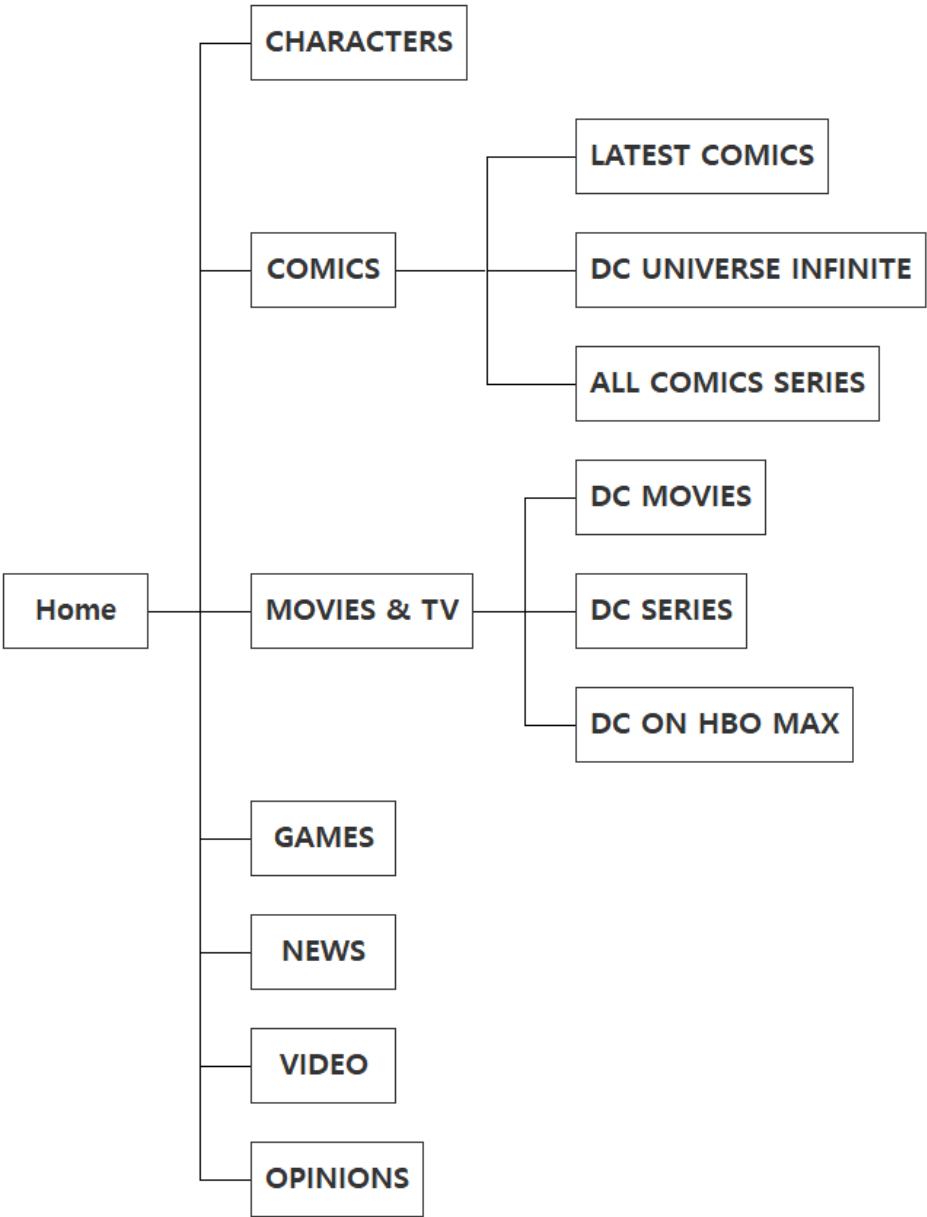 CHARACTERS
LATEST COMICS
COMICS
DC UNIVERSE INFINITE
ALL COMICS SERIES
DC MOVIES
Home
MOVIES & TV
DC SERIES
DC ON HBO MAX
GAMES
NEWS
VIDEO
OPINIONS